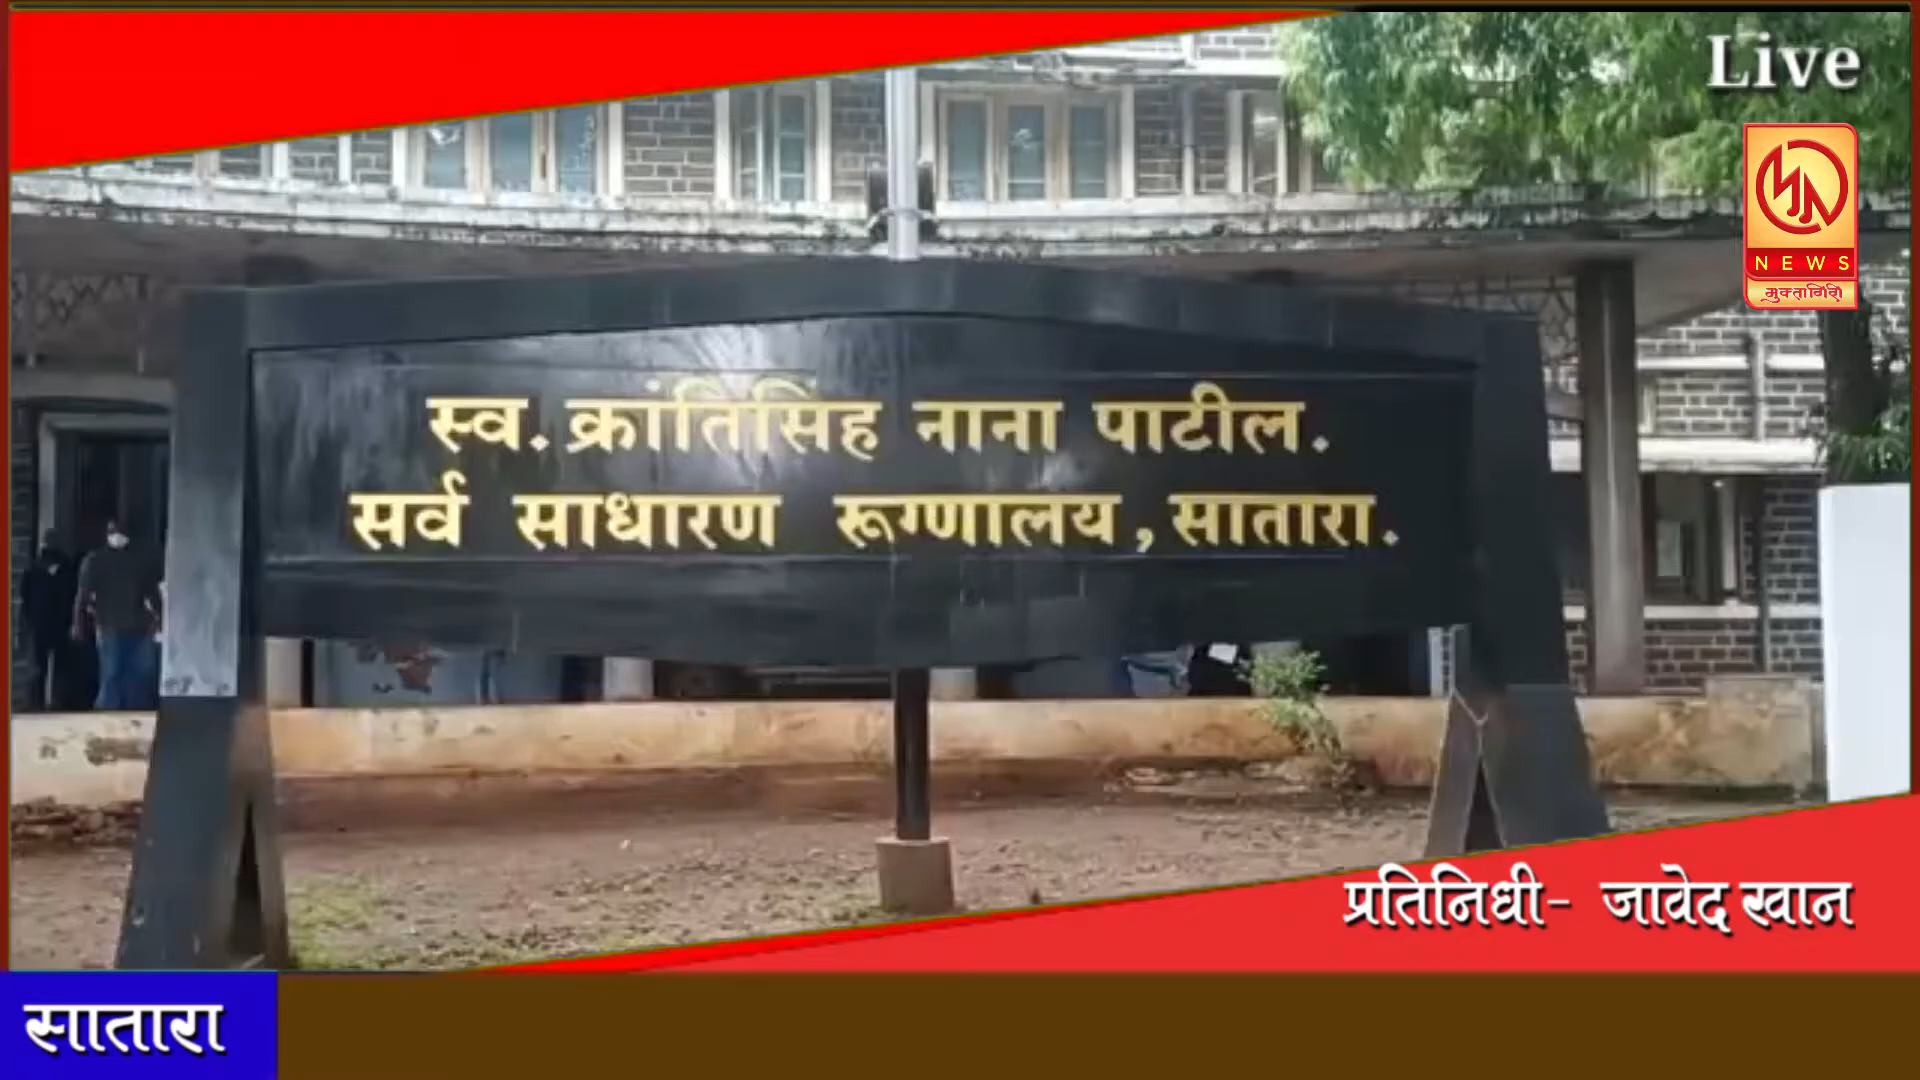 Live
NEWS
मुक्तागिरी
स्व. क्रांतिसिंह नाना पाटील.
सर्व साधारण रूग्णालय, सातारा.
प्रतिनिधी- जावेद खान
सातारा